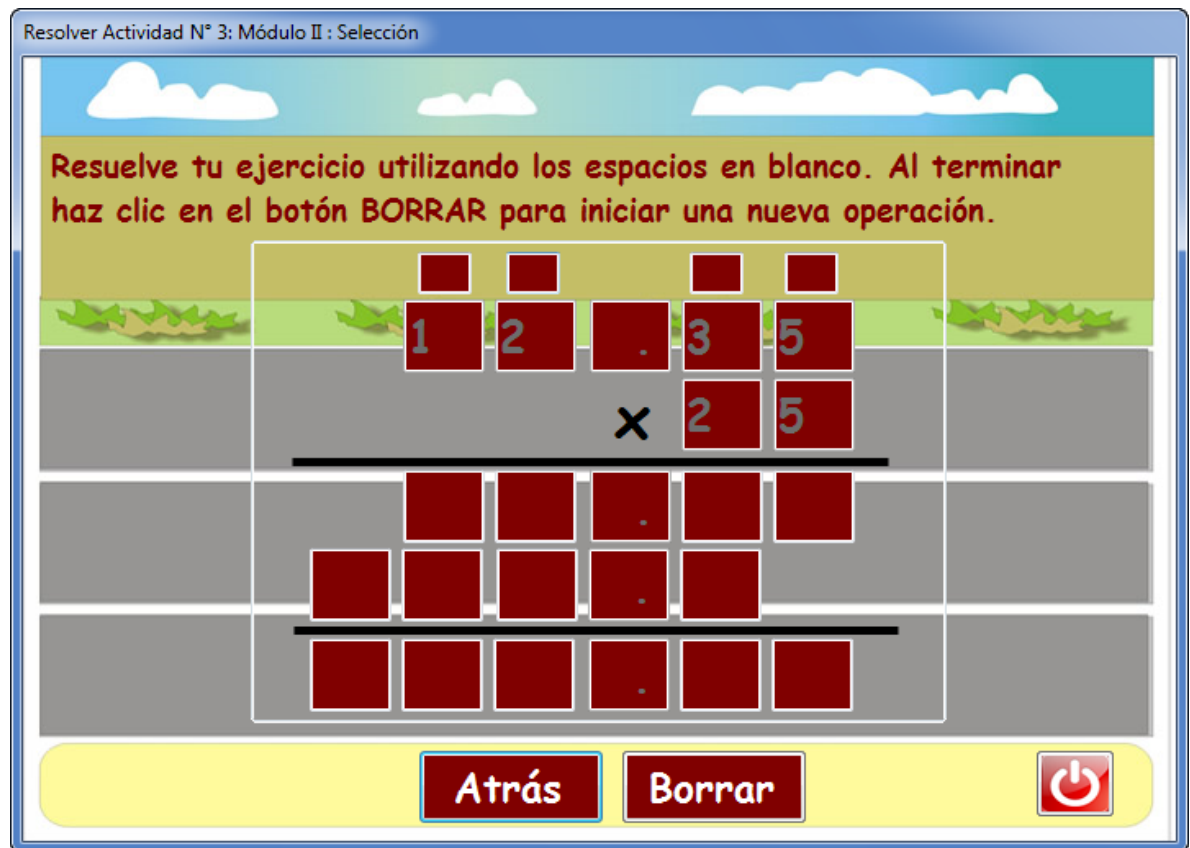 Resolver Actividad N° 3: Módulo II : Selección
Resuelve tu ejercicio utilizando los espacios en blanco. Al terminar
haz clic en el botón BORRAR para iniciar una nueva operación.
1 2 . 3 5
x 2 5
.
.
.
Atrás Borrar